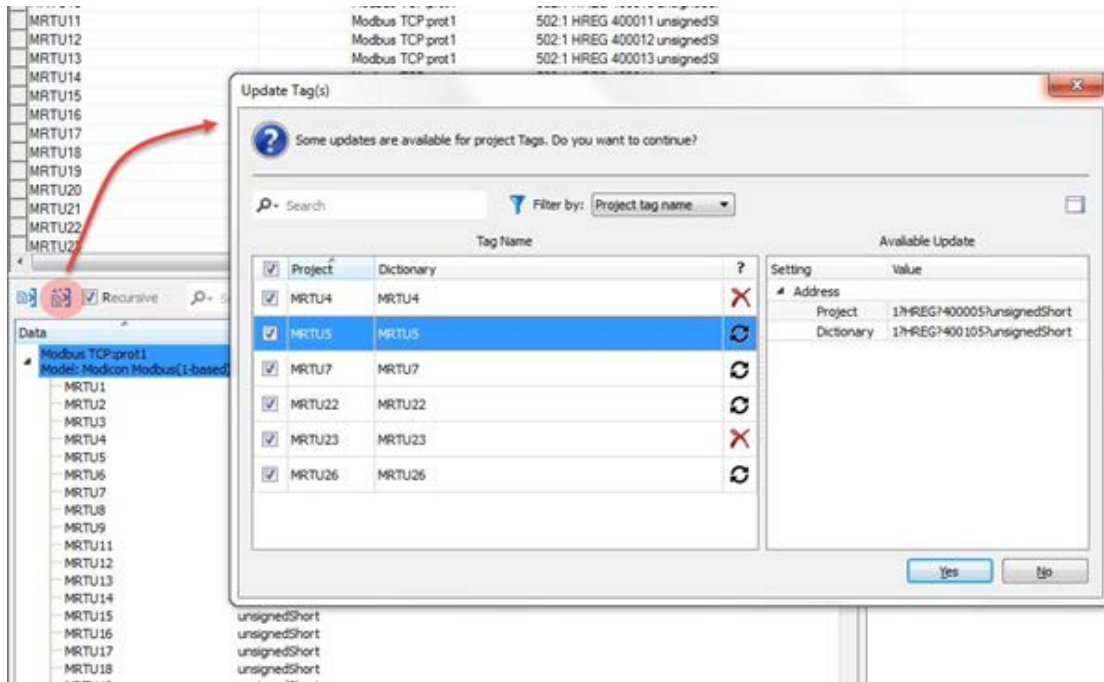 MRTU11 Modbus TCP:prot1 502:1 HREG 400011 unsignedSl
MRTU12 Modbus TCP:prot1 502:1 HREG 400012 unsignedSl
MRTU13 Modbus TCP:prot1 502:1 HREG 400013 unsignedSl
MRTU14
MRTU15
MRTU16
MRTU17
MRTU18
MRTU19
MRTU20
MRTU21
MRTU22
Update Tag(s)
Some updates are available for project Tags. Do you want to continue?
Search Filter by: Project tag name
Tag Name Available Update
Project Dictionary ? Setting Value
MRTU4 MRTU4
MRTU5 MRTU5
MRTU7 MRTU7
MRTU22 MRTU22
MRTU23 MRTU23
MRTU26 MRTU26
Address
Project 1?HREG?400005?unsignedShort
Dictionary 1?HREG?400105?unsignedShort
Yes No
Recursive
Data
Modbus TCP:prot1
Model: Modicon Modbus(1-based)
MRTU1
MRTU2
MRTU3
MRTU4
MRTU5
MRTU6
MRTU7
MRTU8
MRTU9
MRTU11
MRTU12
MRTU13
MRTU14
MRTU15 unsignedShort
MRTU16 unsignedShort
MRTU17 unsignedShort
MRTU18 unsignedShort